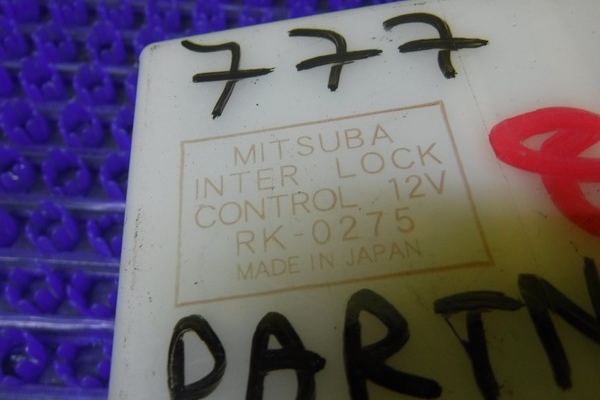 777
MITSUBA
INTER LOCK
CONTROL 12V
RK-0275
MADE IN JAPAN